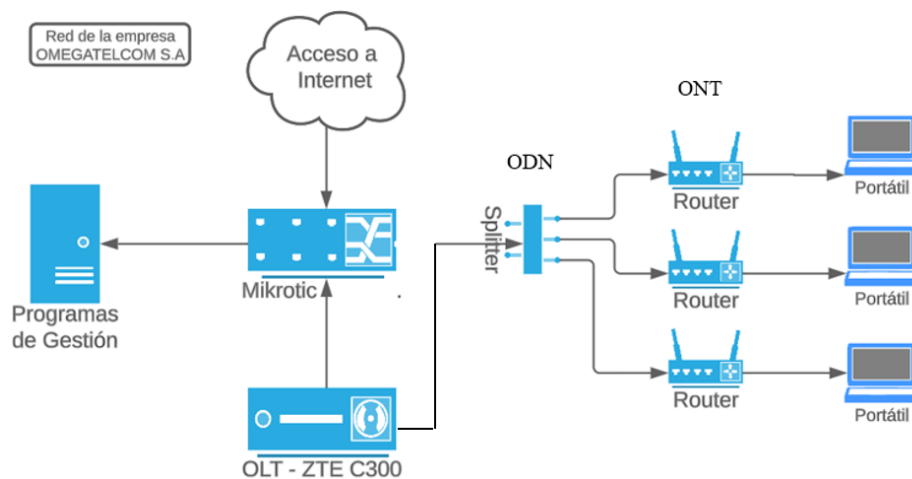 Red de la empresa
OMEGATELCOM S.A
Acceso a
Internet
ONT
ODN
Splitter
Router
Portátil
Mikrotic
.
Programas
de Gestión
Router
Portátil
Router
Portátil
OLT - ZTE C300